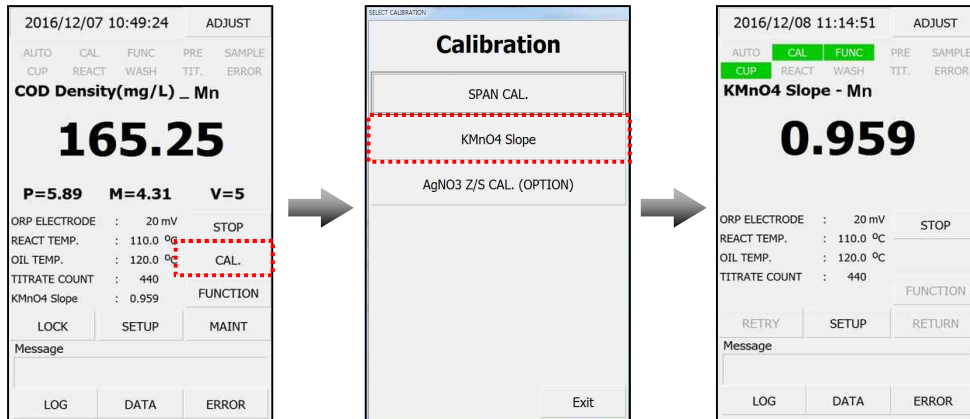 2016/12/07 10:49:24 ADJUST
AUTO CAL FUNC PRE SAMPLE
CUP REACT WASH TIT. ERROR
COD Density(mg/L) _ Mn
165.25
P=5.89 M=4.31 V=5
ORP ELECTRODE : 20 mV
REACT TEMP. : 110.0 ºC
OIL TEMP. : 120.0 ºC
TITRATE COUNT : 440
KMnO4 Slope : 0.959
STOP
CAL.
FUNCTION
LOCK SETUP MAINT
Message
LOG DATA ERROR
SELECT CALIBRATION
Calibration
SPAN CAL.
KMnO4 Slope
AgNO3 Z/S CAL. (OPTION)
Exit
2016/12/08 11:14:51 ADJUST
AUTO CAL FUNC PRE SAMPLE
CUP REACT WASH TIT. ERROR
KMnO4 Slope - Mn
0.959
ORP ELECTRODE : 20 mV
REACT TEMP. : 110.0 ºC
OIL TEMP. : 120.0 ºC
TITRATE COUNT : 440
STOP
FUNCTION
RETRY SETUP RETURN
Message
LOG DATA ERROR